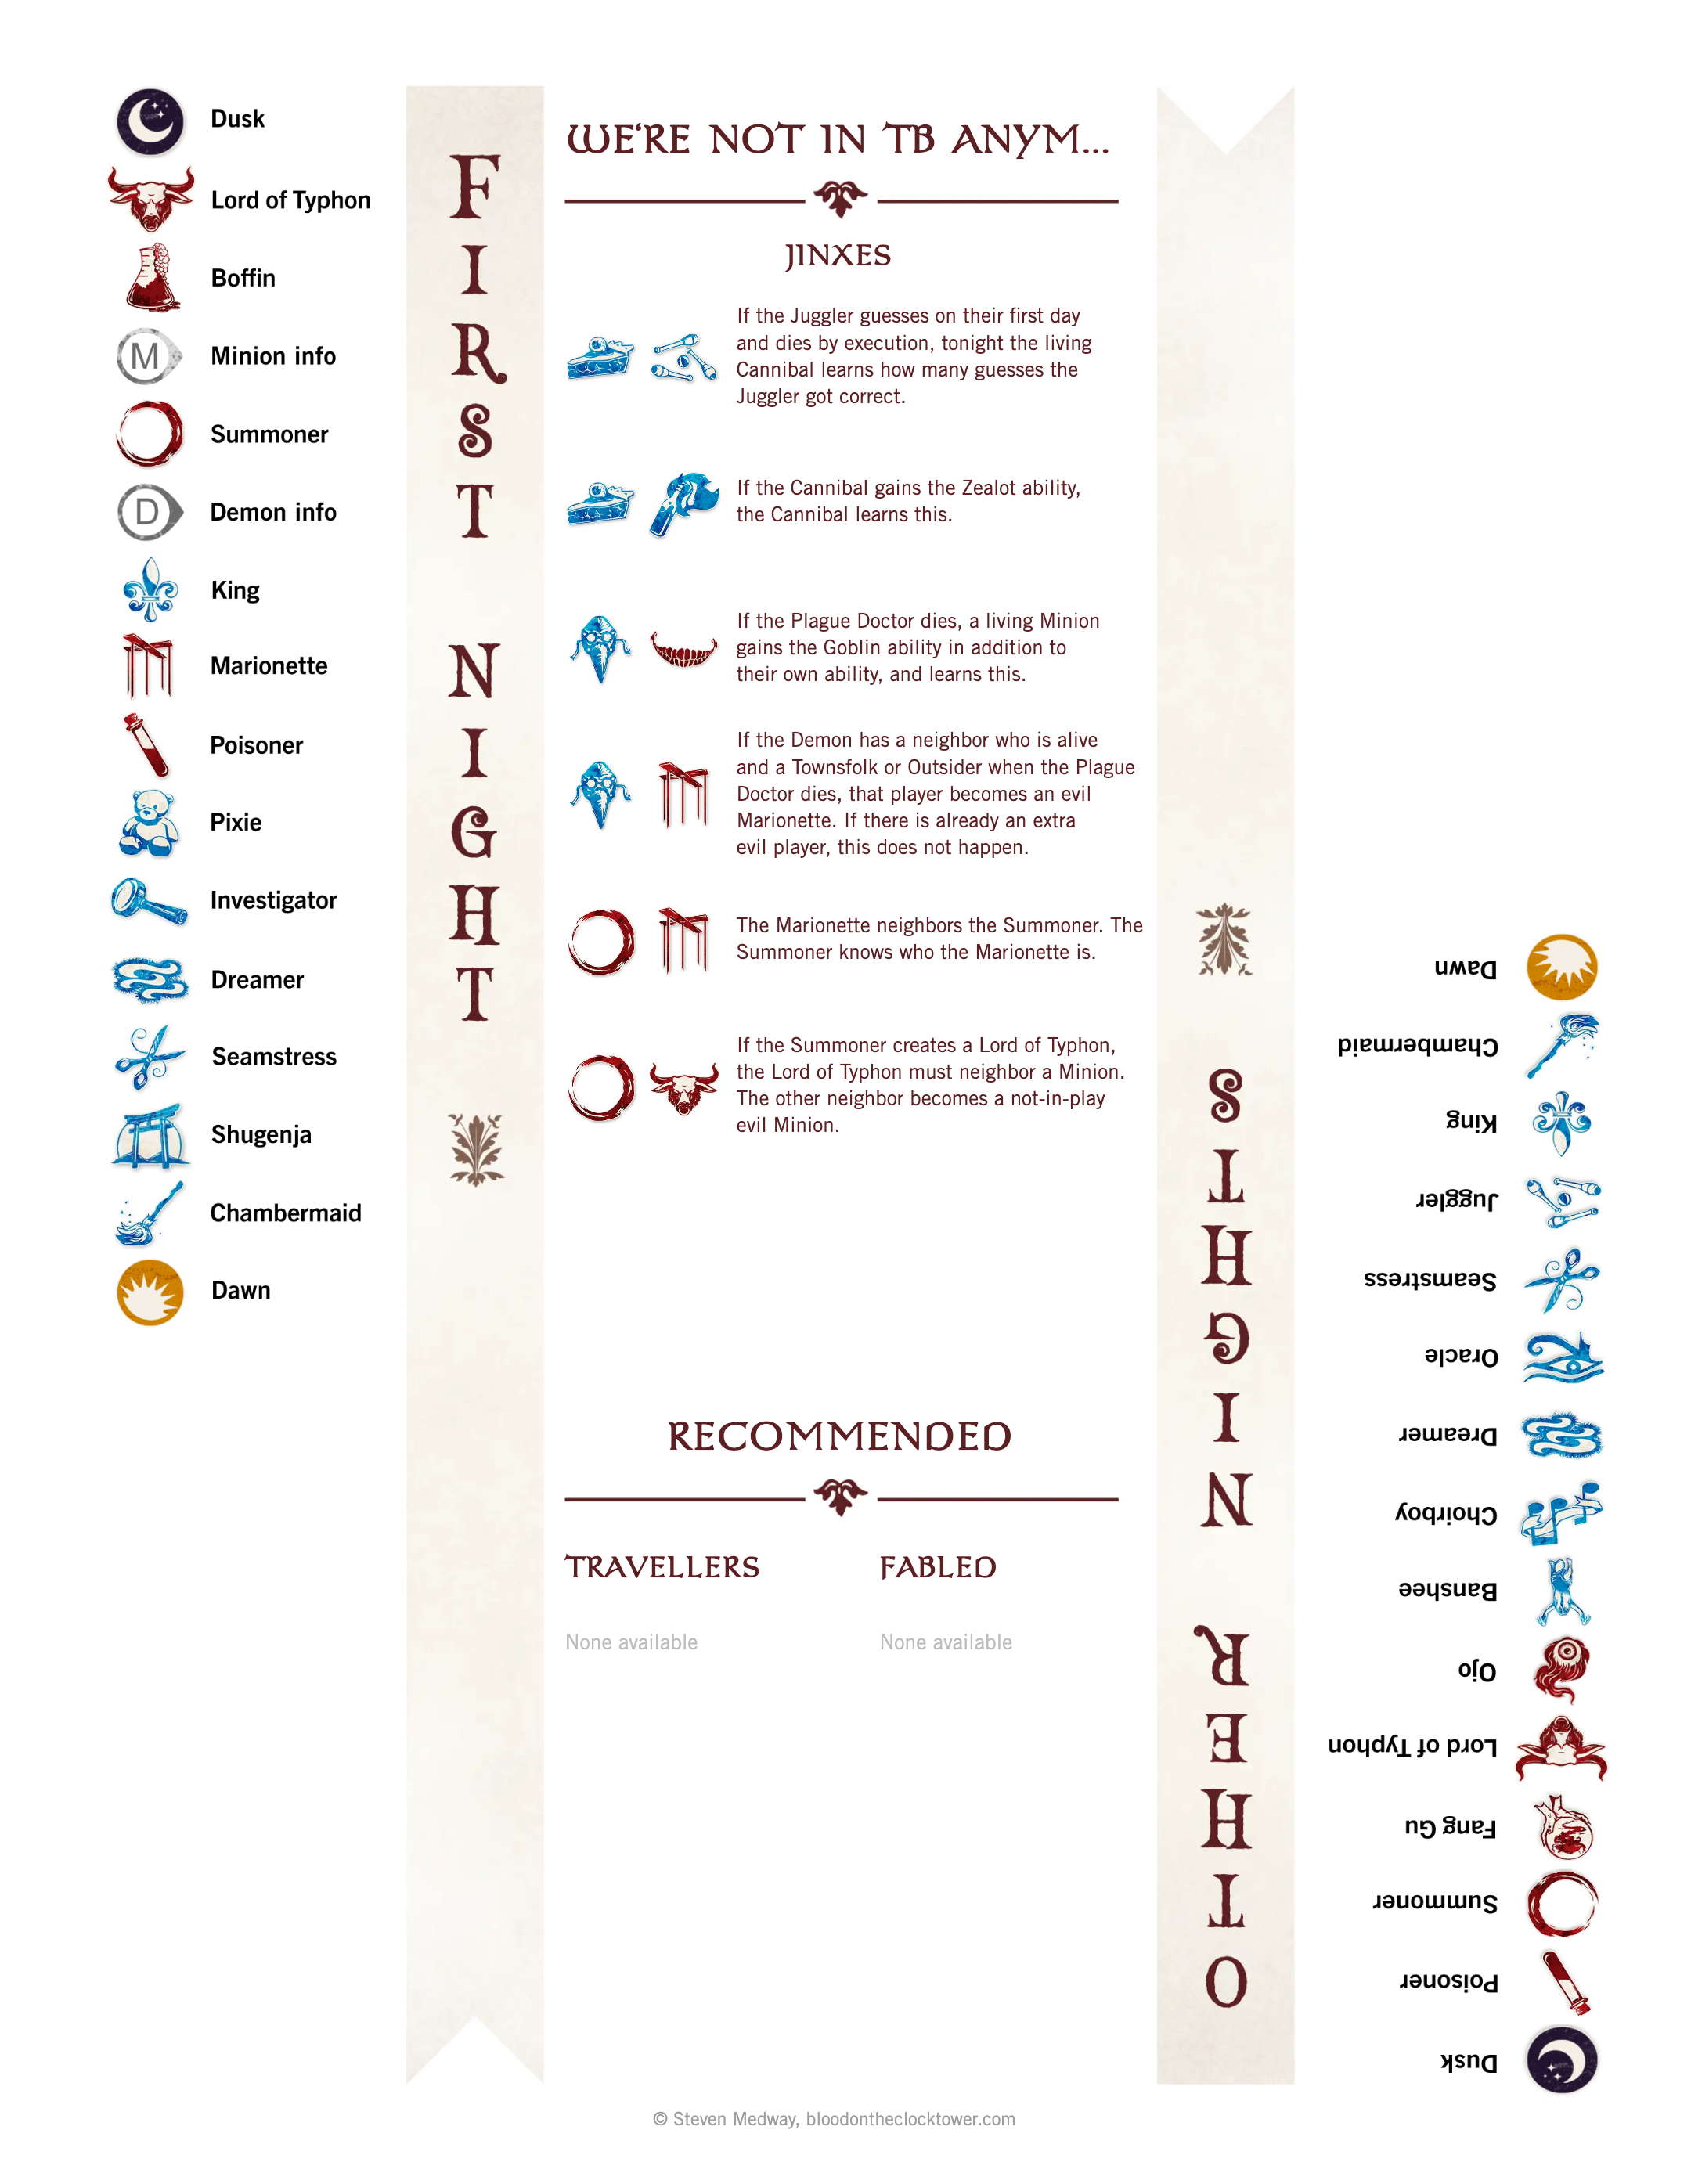 Dusk
Lord of Typhon
Boffin
M
Minion info
Summoner
D
Demon info
King
Marionette
Poisoner
Pixie
Investigator
Dreamer
Seamstress
Shugenja
Chambermaid
Dawn
FIRST NIGHT
WE'RE NOT IN TB ANYM...
JINXES
If the Juggler guesses on their first day
and dies by execution, tonight the living
Cannibal learns how many guesses the
Juggler got correct.
If the Cannibal gains the Zealot ability,
the Cannibal learns this.
If the Plague Doctor dies, a living Minion
gains the Goblin ability in addition to
their own ability, and learns this.
If the Demon has a neighbor who is alive
and a Townsfolk or Outsider when the Plague
Doctor dies, that player becomes an evil
Marionette. If there is already an extra
evil player, this does not happen.
The Marionette neighbors the Summoner. The
Summoner knows who the Marionette is.
If the Summoner creates a Lord of Typhon,
the Lord of Typhon must neighbor a Minion.
The other neighbor becomes a not-in-play
evil Minion.
RECOMMENDED
TRAVELLERS
None available
FABLED
None available
OTHER NIGHTS
Dusk
Poisoner
Summoner
Fang Gu
Lord of Typhon
Ojo
Banshee
Choirboy
Dreamer
Oracle
Seamstress
Juggler
King
Chambermaid
Dawn
© Steven Medway, bloodontheclocktower.com